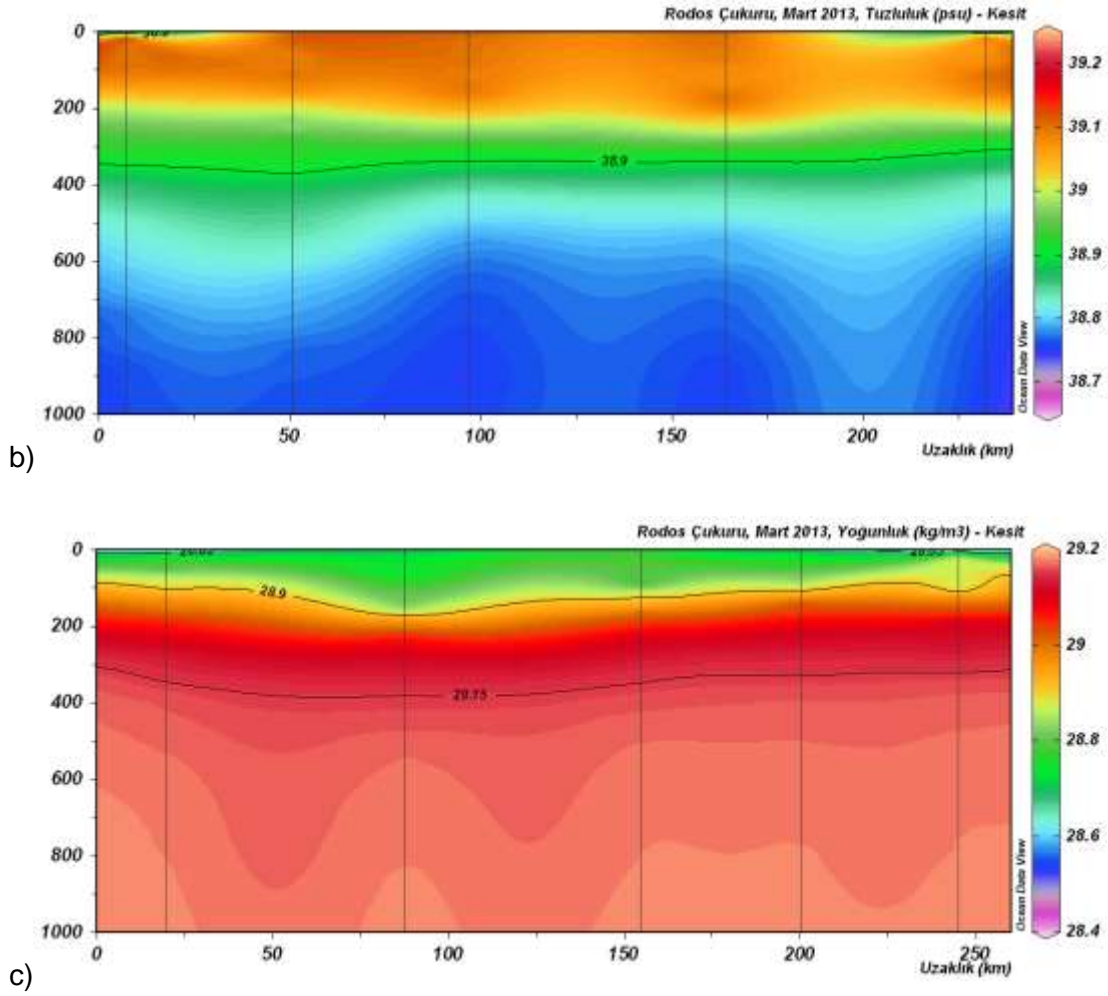 Rodos Çukuru, Mart 2013, Tuzluluk (psu) - Kesit
0
200
400
600
800
1000
38.9
39.2
39.1
39
38.9
38.8
38.7
Ocean Data View
0 50 100 150 200
Uzaklık (km)
b)
Rodos Çukuru, Mart 2013, Yoğunluk (kg/m3) - Kesit
0
200
400
600
800
1000
28.9
29.15
29.2
29
28.8
28.6
28.4
Ocean Data View
0 50 100 150 200 250
Uzaklık (km)
c)